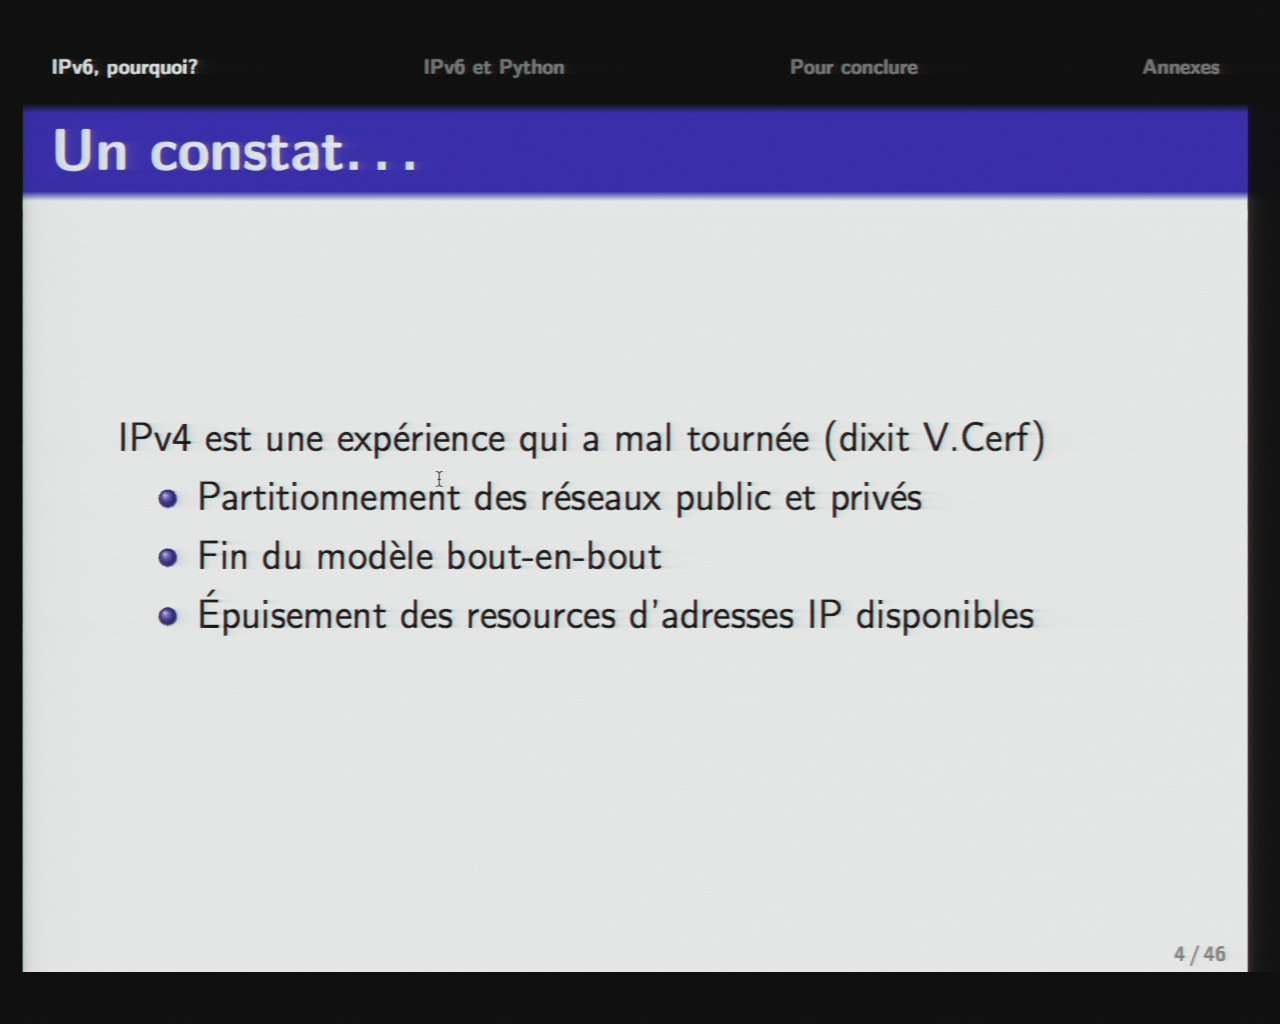 IPv6, pourquoi? IPv6 et Python Pour conclure Annexes
Un constat...
IPv4 est une expérience qui a mal tournée (dixit V.Cerf)
Partitionnement des réseaux public et privés
Fin du modèle bout-en-bout
Épuisement des resources d'adresses IP disponibles
4 / 46